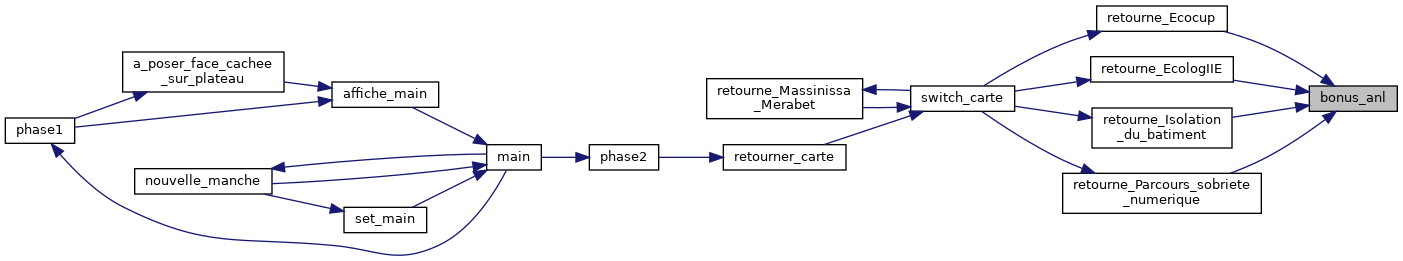 phase1
a_poser_face_cachee
_sur_plateau
affiche_main
nouvelle_manche
set_main
main
phase2
retourne_Massinissa
_Merabet
retourner_carte
switch_carte
retourne_Ecocup
retourne_EcologIIE
retourne_Isolation
_du_batiment
retourne_Parcours_sobriete
_numerique
bonus_anl